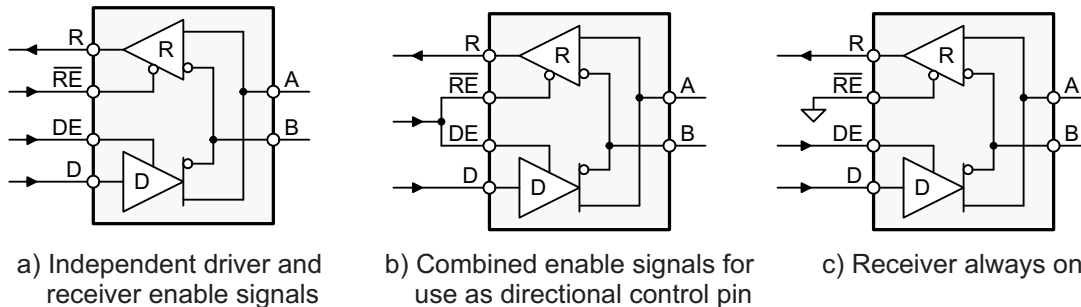 R
R
RE
A
DE
B
D
D
a) Independent driver and
receiver enable signals
R
R
RE
A
DE
B
D
D
b) Combined enable signals for
use as directional control pin
R
R
RE
A
DE
B
D
D
c) Receiver always on